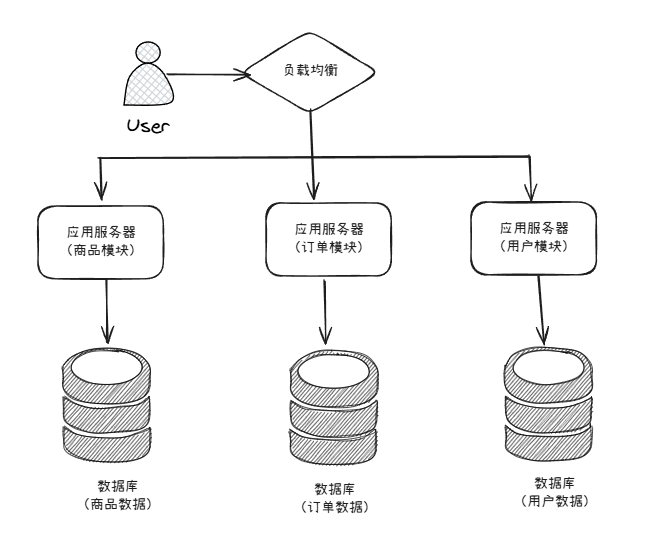 负载均衡
User
应用服务器
（商品模块）
应用服务器
（订单模块）
应用服务器
（用户模块）
数据库
（商品数据）
数据库
（订单数据）
数据库
（用户数据）